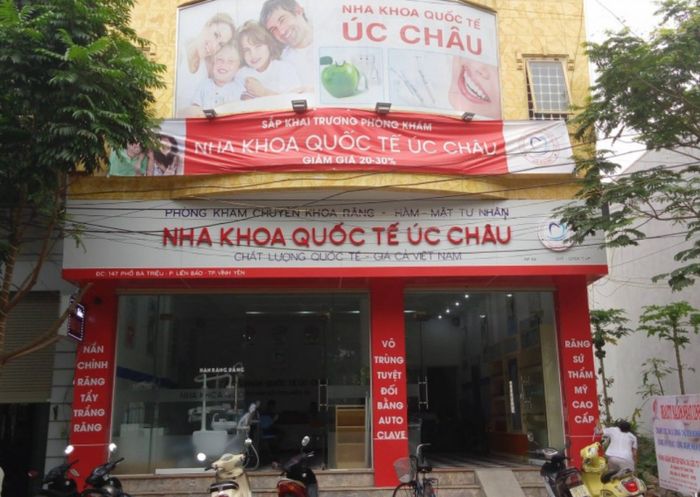 NHA KHOA QUỐC TẾ
ÚC CHÂU
SẮP KHAI TRƯƠNG PHÒNG KHÁM
NHA KHOA QUỐC TẾ ÚC CHÂU
GIẢM GIÁ 20-30%
PHÒNG KHÁM CHUYÊN KHOA RĂNG - HÀM - MẶT TƯ NHÂN
NHA KHOA QUỐC TẾ ÚC CHÂU
CHẤT LƯỢNG QUỐC TẾ - GIÁ CẢ VIỆT NAM
ĐC: 147 PHỐ BÀ TRIỆU - P. LIÊN BẢO - TP. VĨNH YÊN
NẮN
CHỈNH
RĂNG
TẨY
TRẮNG
RĂNG
HÀN RĂNG RĂNG
VÔ
TRÙNG
TUYỆT
ĐỐI
BẰNG
AUTO
CLAVE
RĂNG
SỨ
THẨM
MỸ
CAO
CẤP